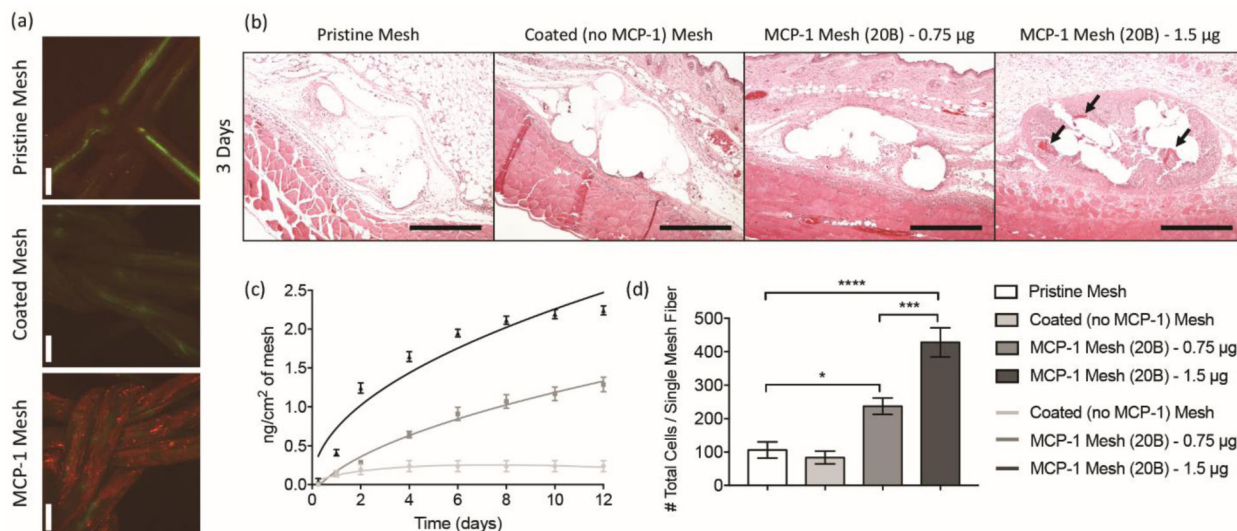 (a)
Pristine Mesh
Coated Mesh
MCP-1 Mesh
(b)
Pristine Mesh
Coated (no MCP-1) Mesh
MCP-1 Mesh (20B) - 0.75 µg
MCP-1 Mesh (20B) - 1.5 µg
3 Days
(c)
ng/cm² of mesh
2.5
2.0
1.5
1.0
0.5
0.0
0 2 4 6 8 10 12
Time (days)
(d)
# Total Cells / Single Mesh Fiber
500
400
300
200
100
0
****
***
*
Pristine Mesh
Coated (no MCP-1) Mesh
MCP-1 Mesh (20B) - 0.75 µg
MCP-1 Mesh (20B) - 1.5 µg
Coated (no MCP-1) Mesh
MCP-1 Mesh (20B) - 0.75 µg
MCP-1 Mesh (20B) - 1.5 µg